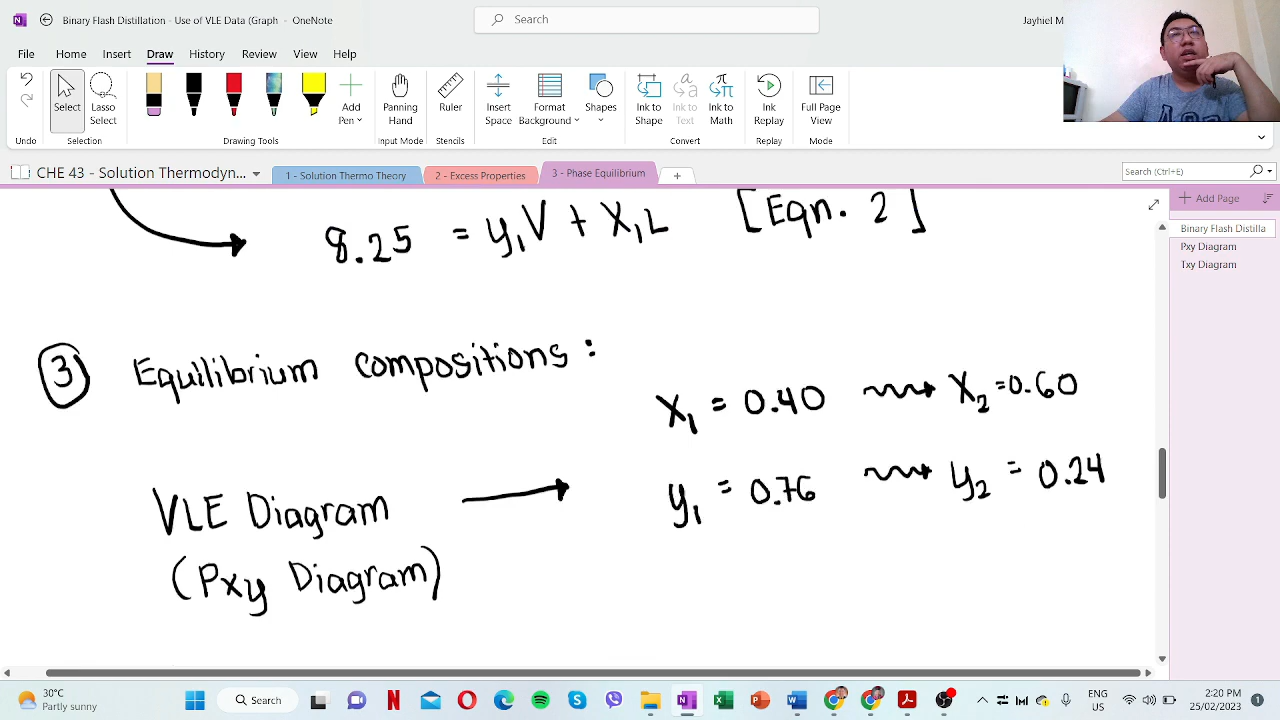 Binary Flash Distillation - Use of VLE Data (Graph - OneNote
Search
Jayhiel M
File Home Insert Draw History Review View Help
Undo
Select
Lasso Select
Add Pen
Panning Hand
Stencils
Ruler
Insert Space
Format Background
Shapes
Ink to Shape
Ink to Text
Ink to Math
Ink Replay
Full Page View
Undo Selection Drawing Tools Input Mode Stencils Edit Convert Replay Mode
CHE 43 - Solution Thermodyn... 1 - Solution Thermo Theory 2 - Excess Properties 3 - Phase Equilibrium +
Search (Ctrl+E)
Add Page
Binary Flash Distilla
Pxy Diagram
Txy Diagram
8.25 = y₁V + x₁L [Eqn. 2]
3 Equilibrium compositions:
x₁ = 0.40 x₂ = 0.60
y₁ = 0.76 y₂ = 0.24
VLE Diagram
(Pxy Diagram)
30°C
Partly sunny
Search
ENG
US
2:20 PM
25/02/2023
1